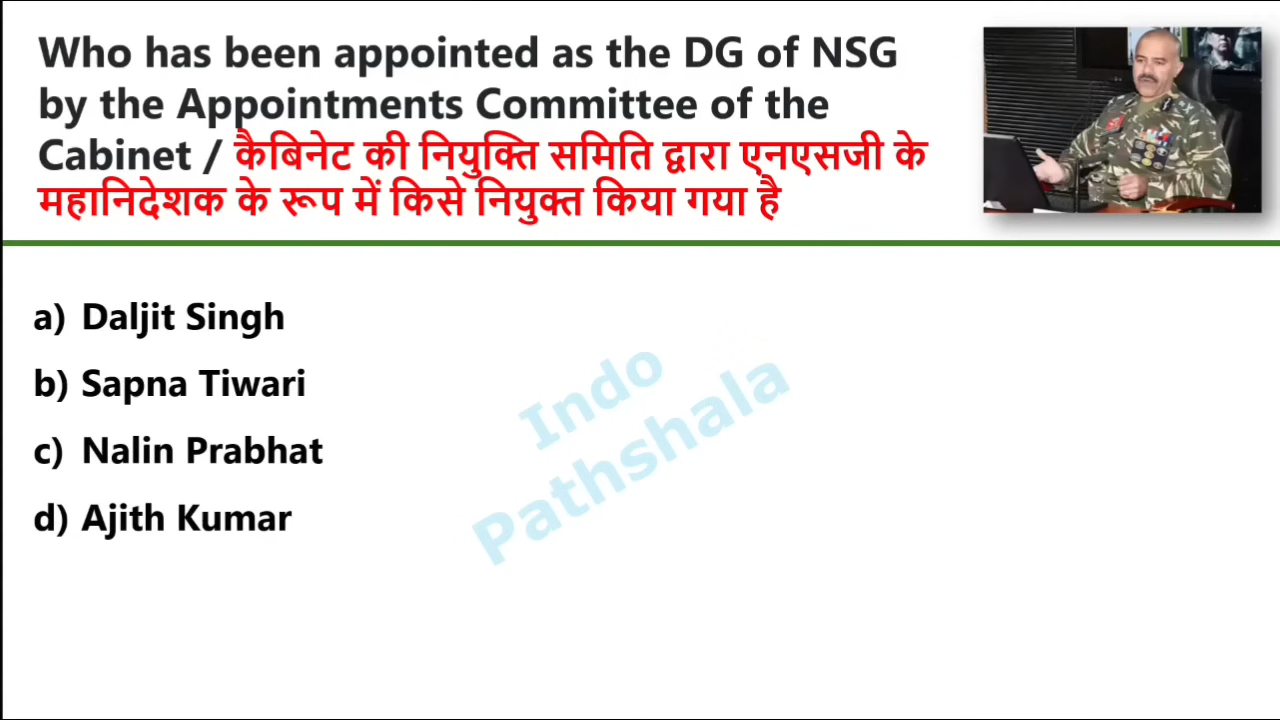 Who has been appointed as the DG of NSG
by the Appointments Committee of the
Cabinet / कैबिनेट की नियुक्ति समिति द्वारा एनएसजी के
महानिदेशक के रूप में किसे नियुक्त किया गया है
a) Daljit Singh
b) Sapna Tiwari
c) Nalin Prabhat
d) Ajith Kumar
Indo
Pathshala